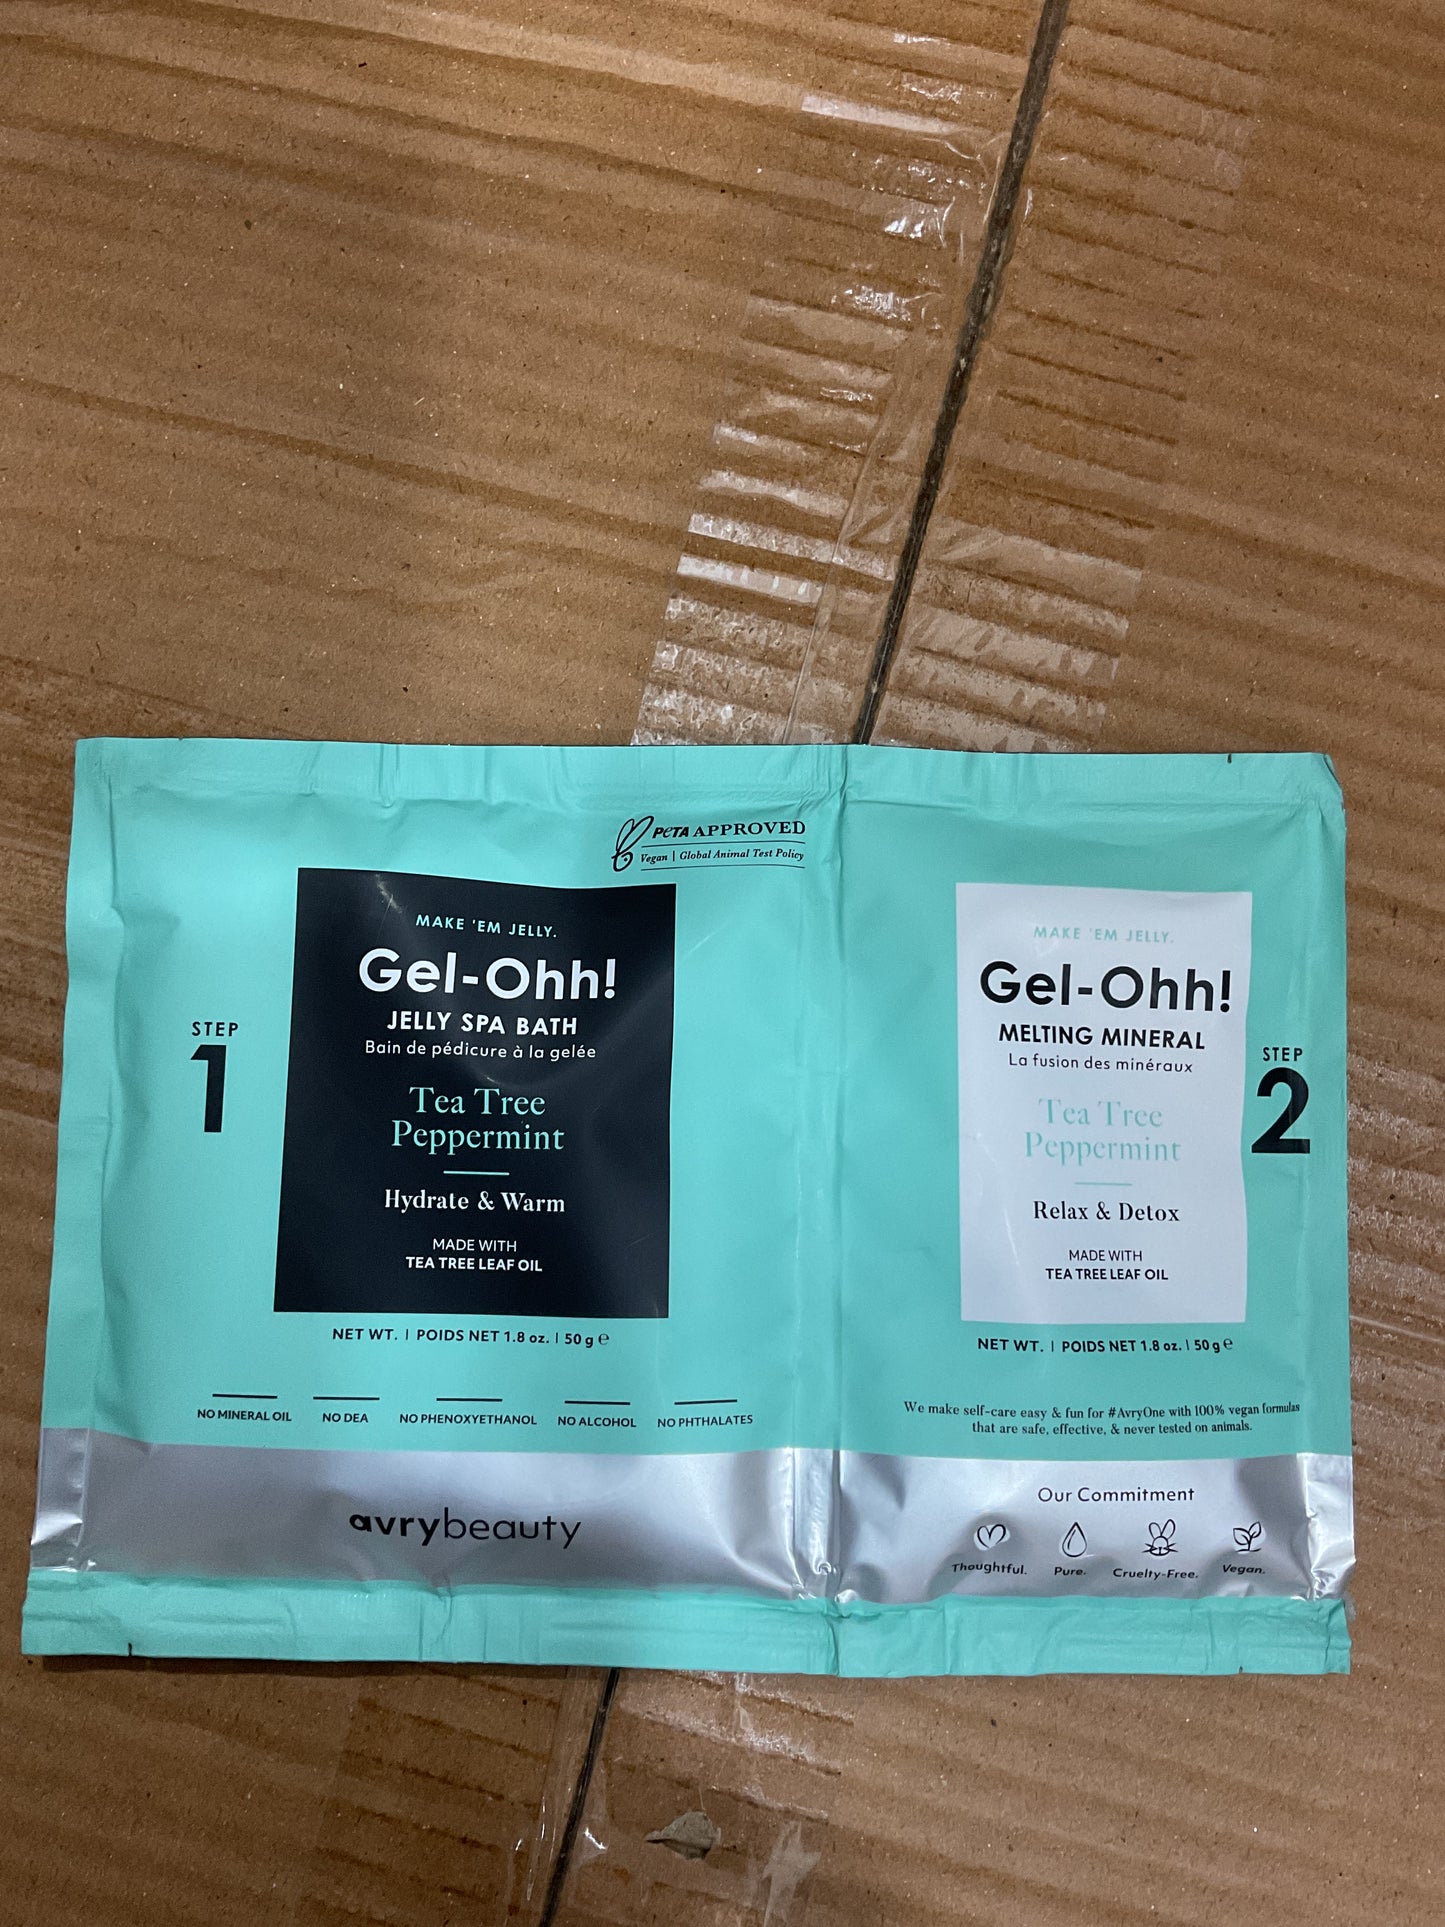 PETA APPROVED
Vegan | Global Animal Test Policy
MAKE 'EM JELLY.
Gel-Ohh!
JELLY SPA BATH
Bain de pédicure à la gelée
Tea Tree
Peppermint
Hydrate & Warm
MADE WITH
TEA TREE LEAF OIL
STEP
1
NET WT. | POIDS NET 1.8 oz. | 50 g ℮
NO MINERAL OIL
NO DEA
NO PHENOXYETHANOL
NO ALCOHOL
NO PHTHALATES
avrybeauty
MAKE 'EM JELLY.
Gel-Ohh!
MELTING MINERAL
La fusion des minéraux
Tea Tree
Peppermint
Relax & Detox
MADE WITH
TEA TREE LEAF OIL
STEP
2
NET WT. | POIDS NET 1.8 oz. | 50 g ℮
We make self-care easy & fun for #AvryOne with 100% vegan formulas
that are safe, effective, & never tested on animals.
Our Commitment
Thoughtful.
Pure.
Cruelty-Free.
Vegan.